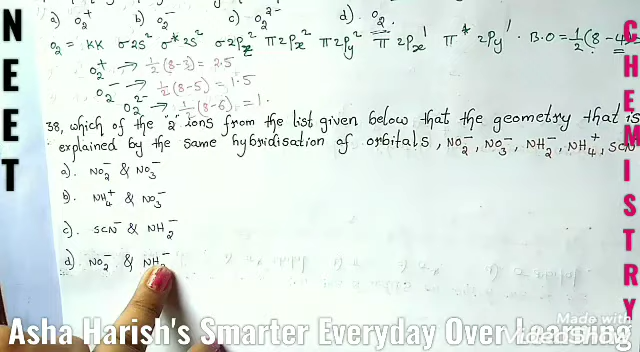 a) O₂⁺ b) O₂⁻ c) O₂²⁻ d) O₂.
O₂ = KK σ2S² σ*2S² σ2Pz² π2Px² π2Py² π*2Px¹ π*2Py¹ · B.O = ½(8-4)=
O₂⁺ → ½(8-3) = 2.5
O₂⁻ → ½(8-5) = 1.5
O₂²⁻ → ½(8-6) = 1.
38, which of the "2" ions from the list given below that the geometry that is
explained by the same hybridisation of orbitals, NO₂⁻, NO₃⁻, NH₂⁻, NH₄⁺, SCN⁻
a). NO₂⁻ & NO₃⁻
b). NH₄⁺ & NO₃⁻
c). SCN⁻ & NH₂⁻
d). NO₂⁻ & NH₂⁻
NEET
CHEMISTRY
Made with
VideoShow
Asha Harish's Smarter Everyday Over Learning